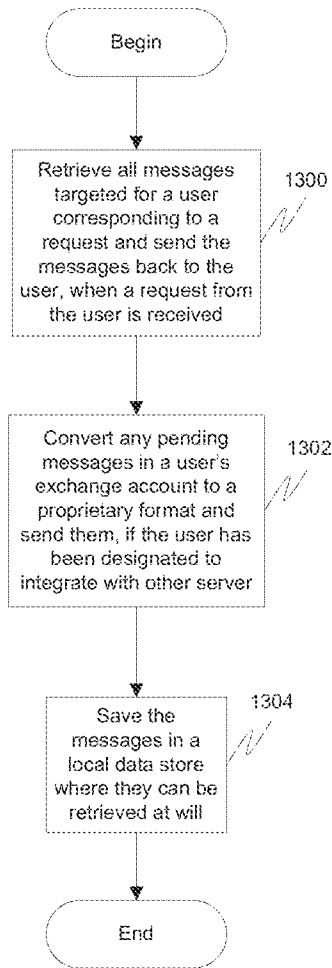 Begin
Retrieve all messages
targeted for a user
corresponding to a
request and send the
messages back to the
user, when a request from
the user is received
1300
Convert any pending
messages in a user's
exchange account to a
proprietary format and
send them, if the user has
been designated to
integrate with other server
1302
Save the
messages in a
local data store
where they can be
retrieved at will
1304
End